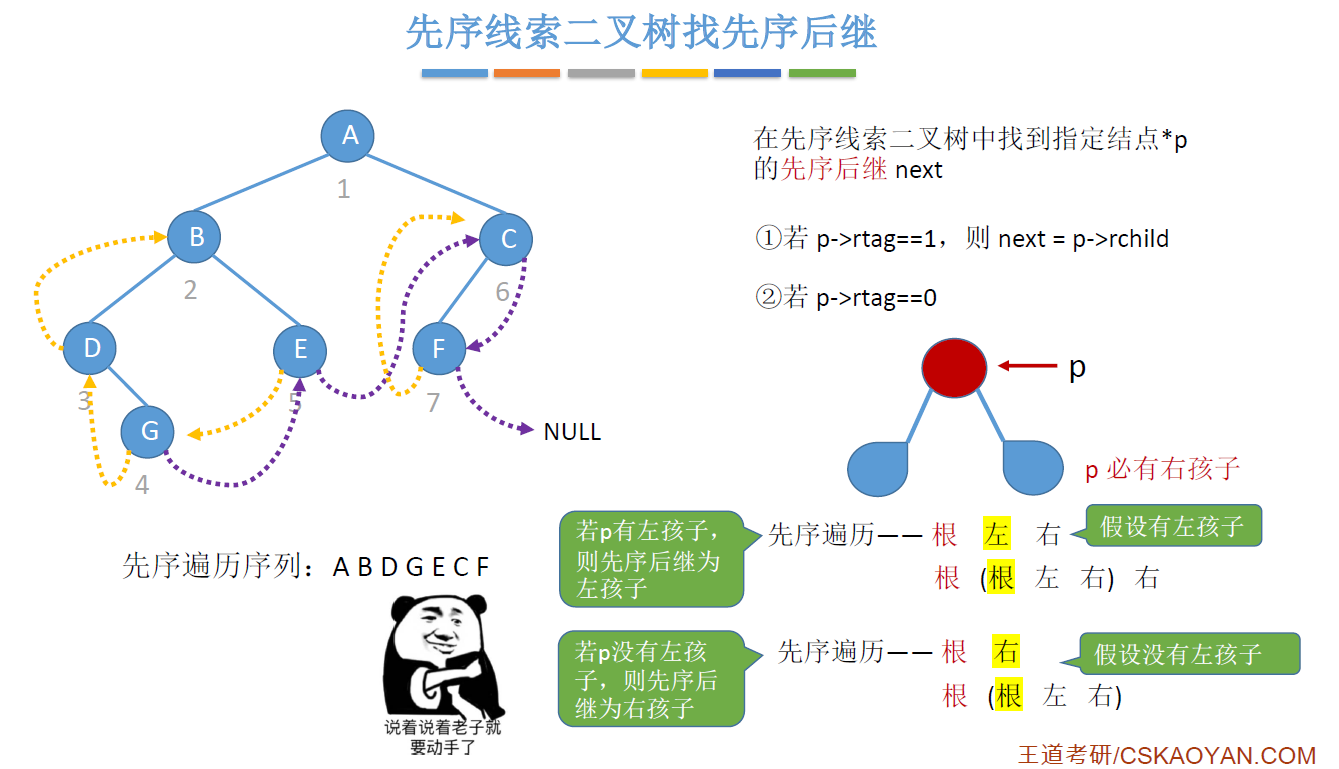 先序线索二叉树找先序后继
A
1
B
2
C
6
D
3
E
5
F
7
G
4
NULL
先序遍历序列：A B D G E C F
说着说着老子就
要动手了
在先序线索二叉树中找到指定结点*p
的先序后继 next
①若 p->rtag==1，则 next = p->rchild
②若 p->rtag==0
p
p 必有右孩子
若p有左孩子，
则先序后继为
左孩子
先序遍历—— 根 左 右
假设有左孩子
根 (根 左 右) 右
若p没有左孩
子，则先序后
继为右孩子
先序遍历—— 根 右
假设没有左孩子
根 (根 左 右)
王道考研/CSKAOYAN.COM